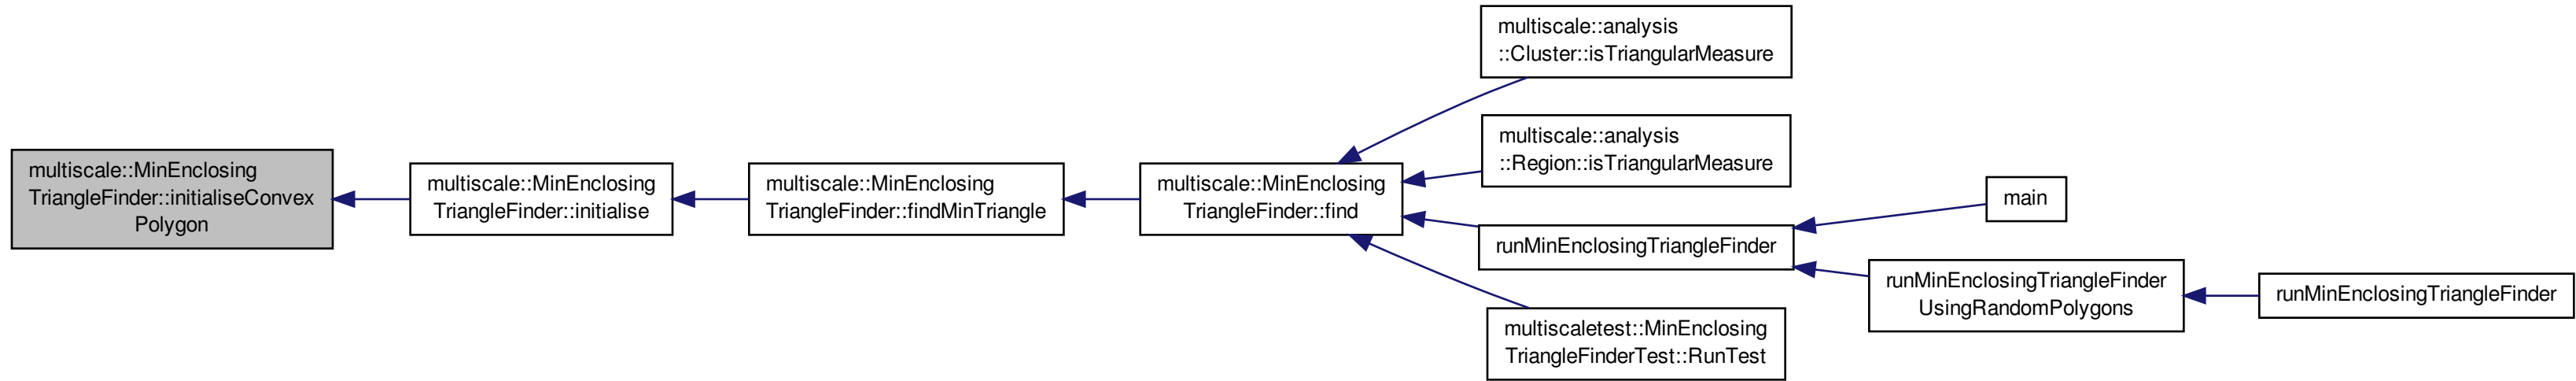 multiscale::MinEnclosing
TriangleFinder::initialiseConvex
Polygon
multiscale::MinEnclosing
TriangleFinder::initialise
multiscale::MinEnclosing
TriangleFinder::findMinTriangle
multiscale::MinEnclosing
TriangleFinder::find
multiscale::analysis
::Cluster::isTriangularMeasure
multiscale::analysis
::Region::isTriangularMeasure
runMinEnclosingTriangleFinder
multiscaletest::MinEnclosing
TriangleFinderTest::RunTest
main
runMinEnclosingTriangleFinder
UsingRandomPolygons
runMinEnclosingTriangleFinder